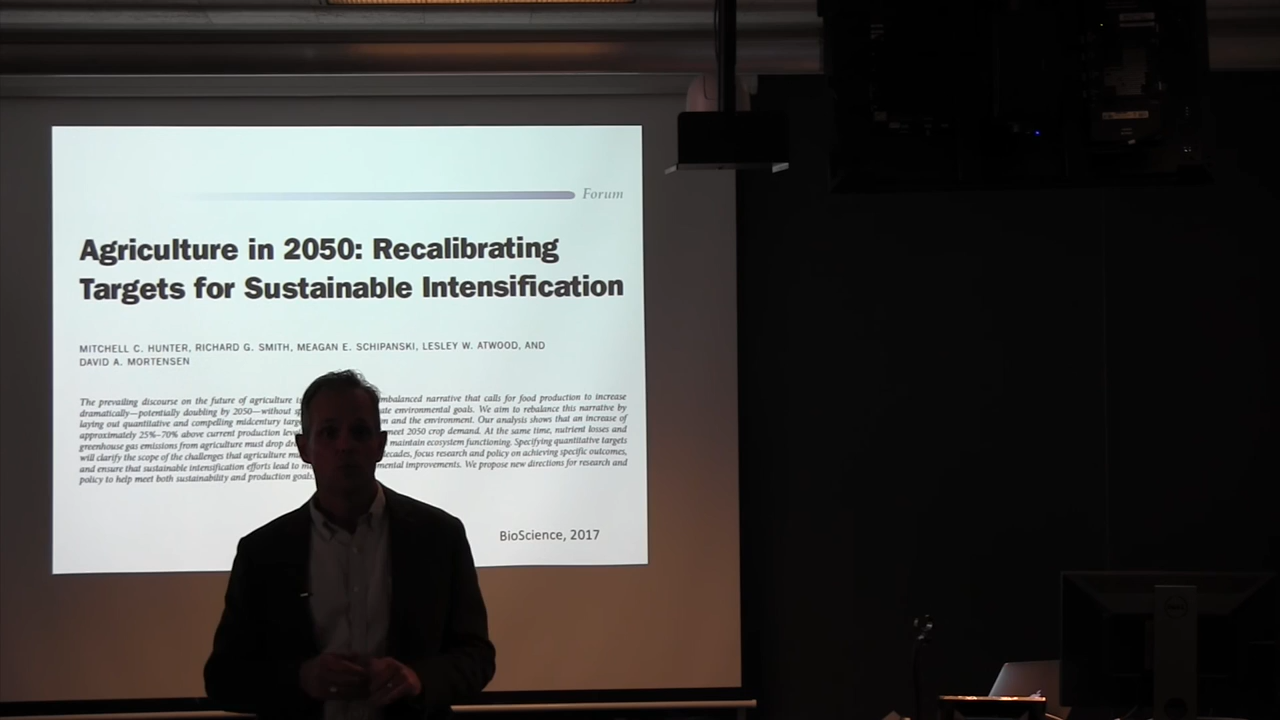 Forum
Agriculture in 2050: Recalibrating
Targets for Sustainable Intensification
MITCHELL C. HUNTER, RICHARD G. SMITH, MEAGAN E. SCHIPANSKI, LESLEY W. ATWOOD, AND
DAVID A. MORTENSEN
The prevailing discourse on the future of agriculture is imbalanced narrative that calls for food production to increase
dramatically—potentially doubling by 2050—without environmental goals. We aim to rebalance this narrative by
laying out quantitative and compelling midcentury and the environment. Our analysis shows that an increase of
approximately 25%–70% above current production meet 2050 crop demand. At the same time, nutrient losses and
greenhouse gas emissions from agriculture must drop maintain ecosystem functioning. Specifying quantitative targets
will clarify the scope of the challenges that agriculture focus research and policy on achieving specific outcomes,
and ensure that sustainable intensification efforts lead to improvements. We propose new directions for research and
policy to help meet both sustainability and production goals.
BioScience, 2017